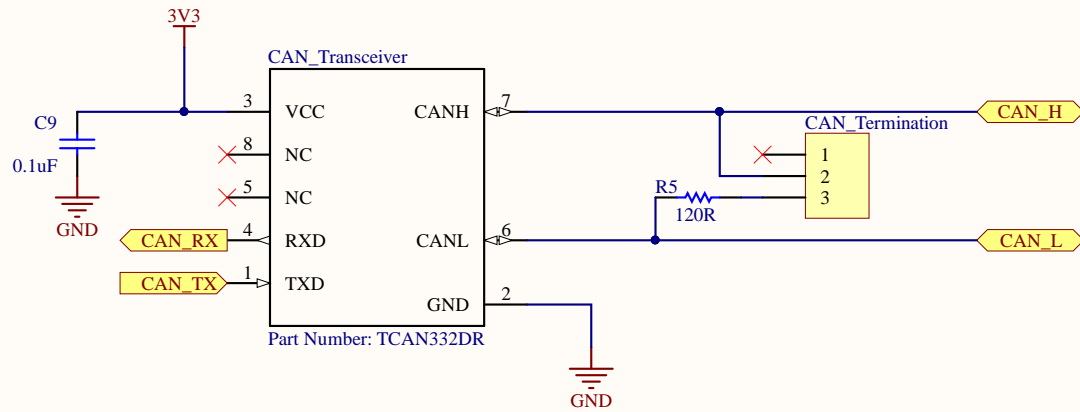 3V3
CAN_Transceiver
3
VCC
CANH
7
CAN_H
C9
0.1uF
GND
8
NC
5
NC
CAN_Termination
1
2
3
R5
120R
CAN_RX
4
RXD
CANL
6
CAN_L
CAN_TX
1
TXD
GND
2
Part Number: TCAN332DR
GND